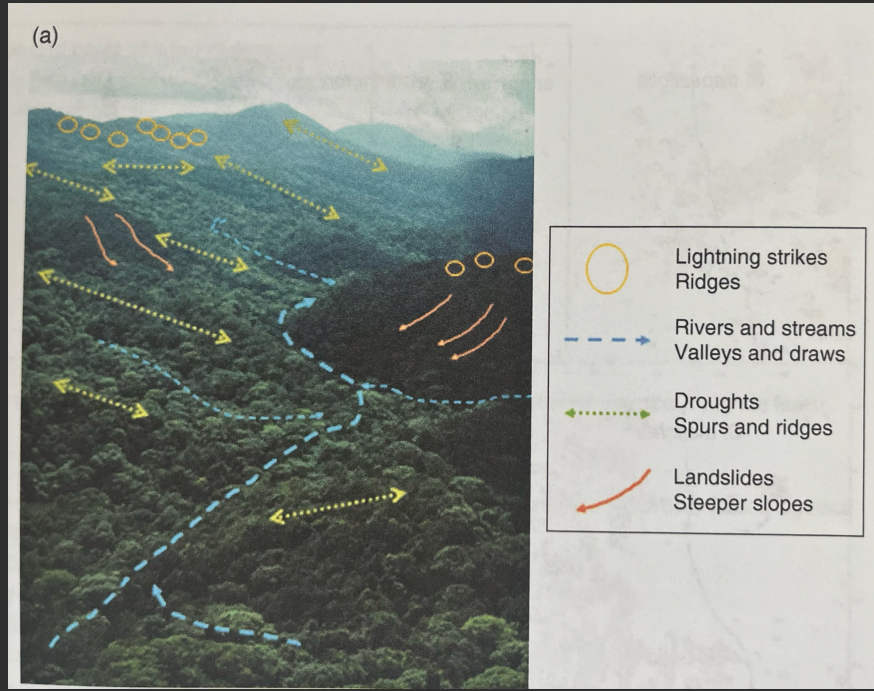 (a)
Lightning strikes
Ridges
Rivers and streams
Valleys and draws
Droughts
Spurs and ridges
Landslides
Steeper slopes